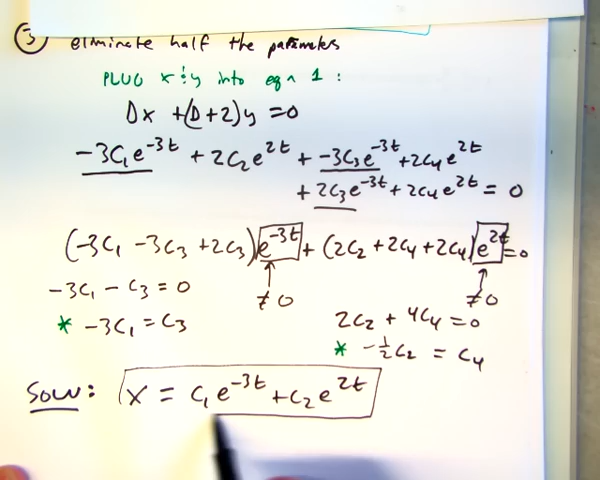 ③ eliminate half the parameters
PLUG x & y into eqn 1:
Dx + (D+2)y = 0
-3c₁e^-3t + 2c₂e^2t + -3c₃e^-3t + 2c₄e^2t
+ 2c₃e^-3t + 2c₄e^2t = 0
(-3c₁ -3c₃ +2c₃)e^-3t + (2c₂ +2c₄ +2c₄)e^2t = 0
-3c₁ - c₃ = 0
≠ 0
≠ 0
* -3c₁ = c₃
2c₂ + 4c₄ = 0
* -½c₂ = c₄
Soln: x = c₁e^-3t + c₂e^2t